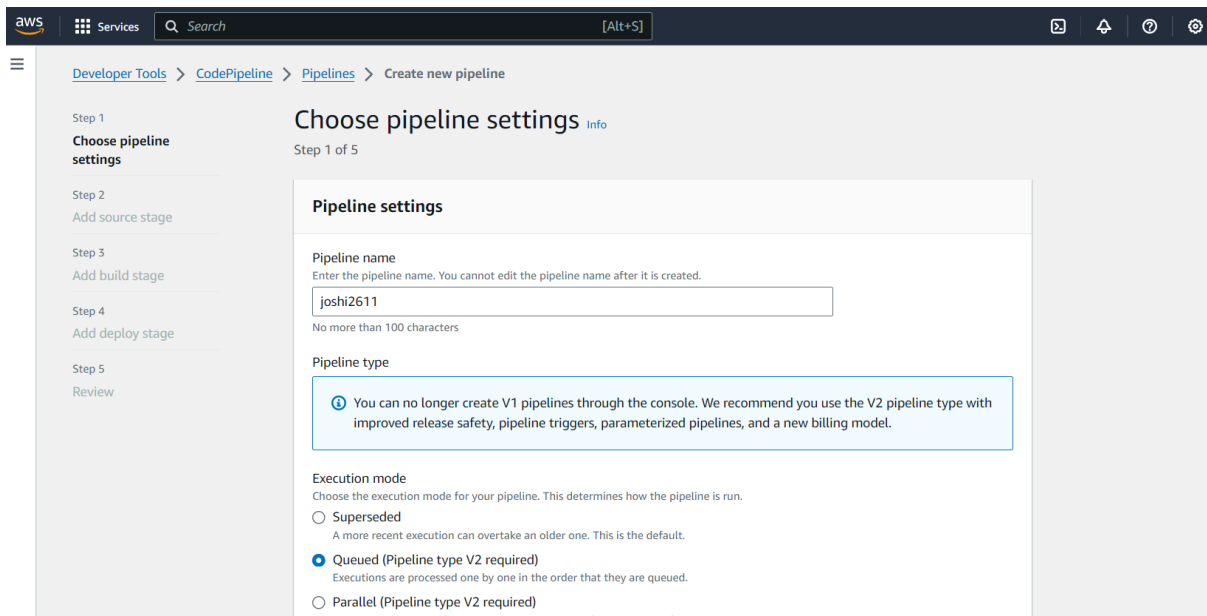 aws
Services
Search
[Alt+S]
Developer Tools > CodePipeline > Pipelines > Create new pipeline
Step 1
Choose pipeline
settings
Step 2
Add source stage
Step 3
Add build stage
Step 4
Add deploy stage
Step 5
Review
Choose pipeline settings Info
Step 1 of 5
Pipeline settings
Pipeline name
Enter the pipeline name. You cannot edit the pipeline name after it is created.
joshi2611
No more than 100 characters
Pipeline type
You can no longer create V1 pipelines through the console. We recommend you use the V2 pipeline type with
improved release safety, pipeline triggers, parameterized pipelines, and a new billing model.
Execution mode
Choose the execution mode for your pipeline. This determines how the pipeline is run.
Superseded
A more recent execution can overtake an older one. This is the default.
Queued (Pipeline type V2 required)
Executions are processed one by one in the order that they are queued.
Parallel (Pipeline type V2 required)